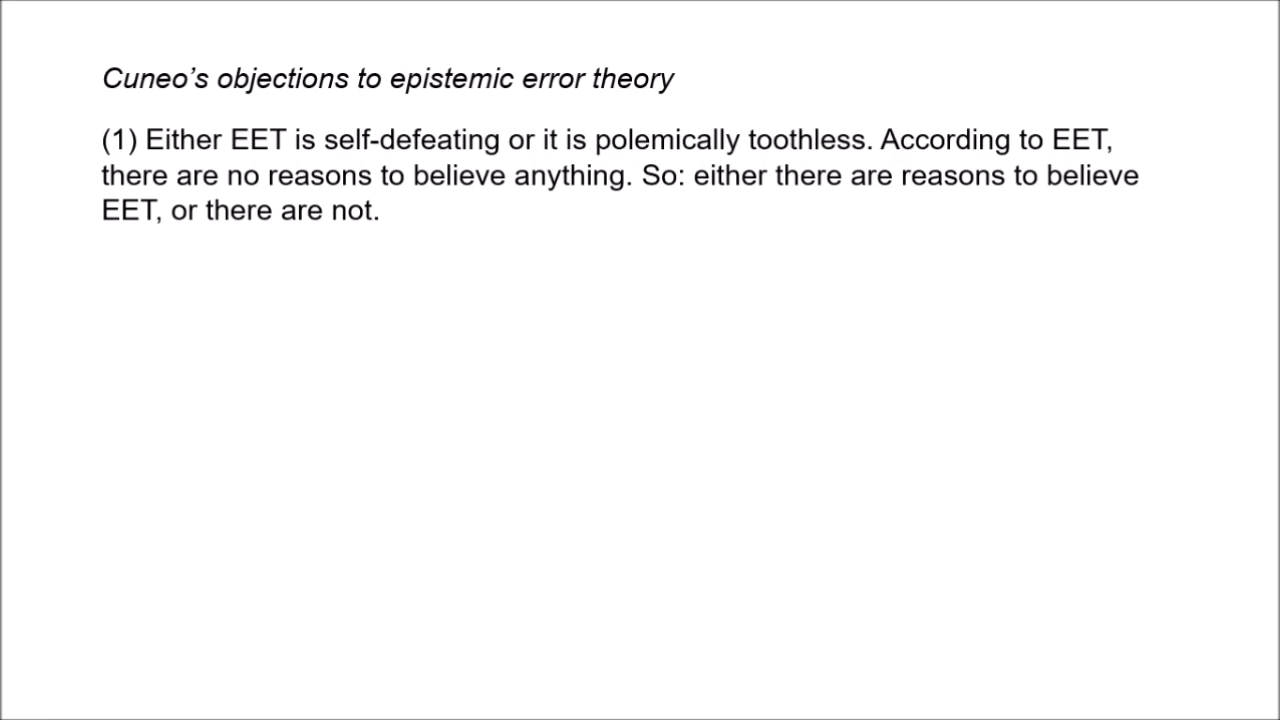 Cuneo’s objections to epistemic error theory
(1) Either EET is self-defeating or it is polemically toothless. According to EET,
there are no reasons to believe anything. So: either there are reasons to believe
EET, or there are not.